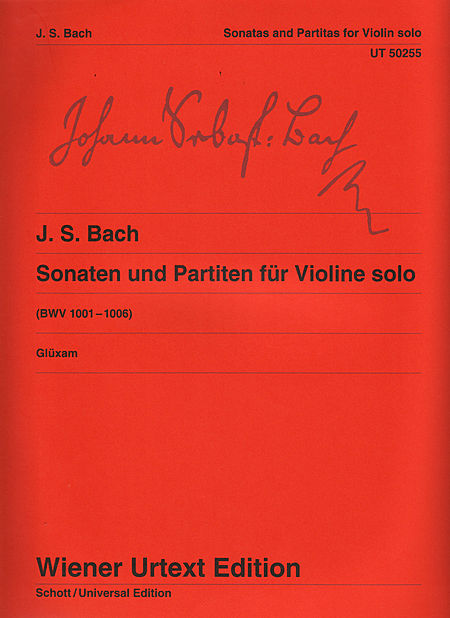 J. S. Bach Sonatas and Partitas for Violin solo
UT 50255
Johann Sebast: Bach
J. S. Bach
Sonaten und Partiten für Violine solo
(BWV 1001–1006)
Glüxam
Wiener Urtext Edition
Schott/Universal Edition